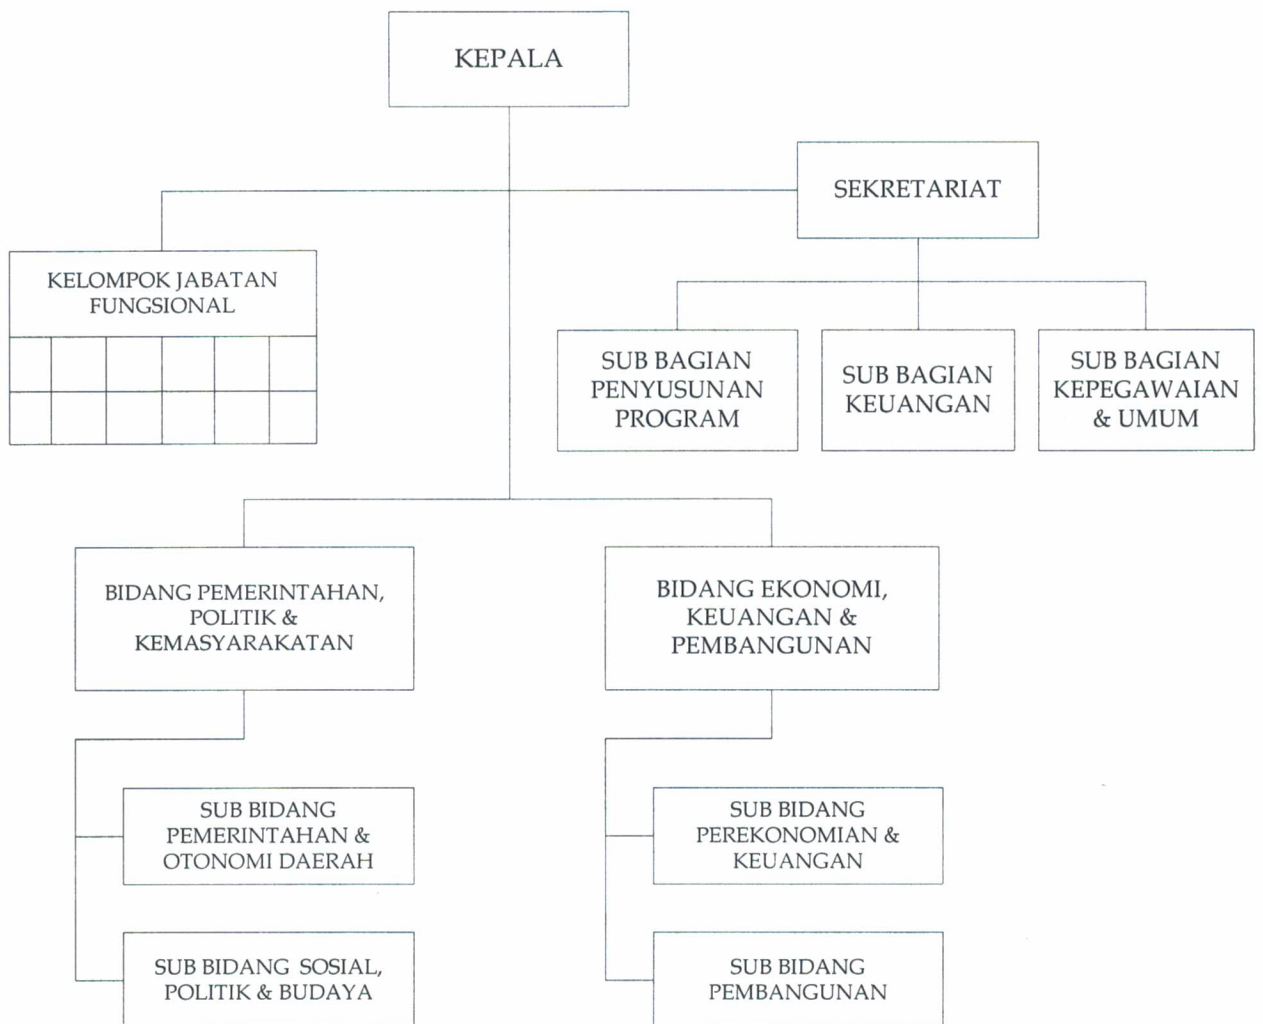 KEPALA
SEKRETARIAT
KELOMPOK JABATAN
FUNGSIONAL
SUB BAGIAN
PENYUSUNAN
PROGRAM
SUB BAGIAN
KEUANGAN
SUB BAGIAN
KEPEGAWAIAN
& UMUM
BIDANG PEMERINTAHAN,
POLITIK &
KEMASYARAKATAN
BIDANG EKONOMI,
KEUANGAN &
PEMBANGUNAN
SUB BIDANG
PEMERINTAHAN &
OTONOMI DAERAH
SUB BIDANG
PEREKONOMIAN &
KEUANGAN
SUB BIDANG SOSIAL,
POLITIK & BUDAYA
SUB BIDANG
PEMBANGUNAN